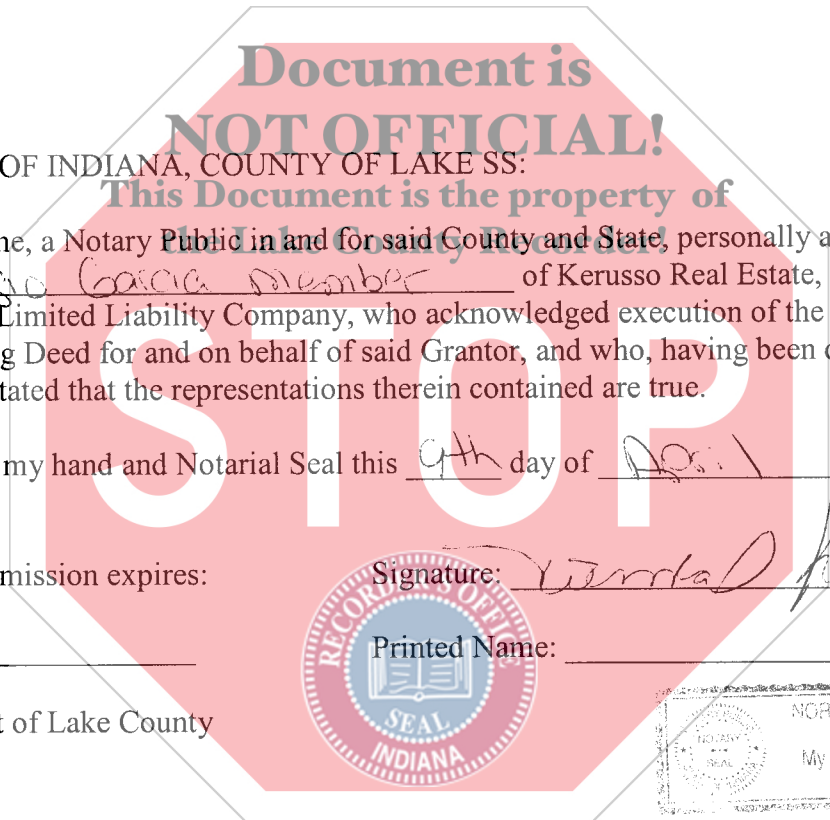 Document is
NOT OFFICIAL!
OF INDIANA, COUNTY OF LAKE SS:
This Document is the property of
the Lake County Recorder!
ne, a Notary Public in and for said County and State, personally a
Garcia member of Kerusso Real Estate,
Limited Liability Company, who acknowledged execution of the
g Deed for and on behalf of said Grantor, and who, having been
tated that the representations therein contained are true.
STOP
my hand and Notarial Seal this 9th day of April
mission expires:
Signature:
RECORDER'S OFFICE
SEAL
INDIANA
Printed Name:
t of Lake County
NOR
NOTARY
SEAL
My